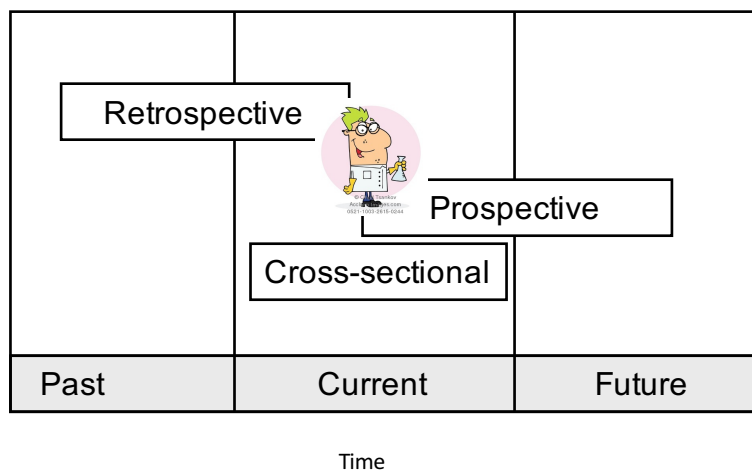 Retrospective
Prospective
Cross-sectional
Past
Current
Future
Time